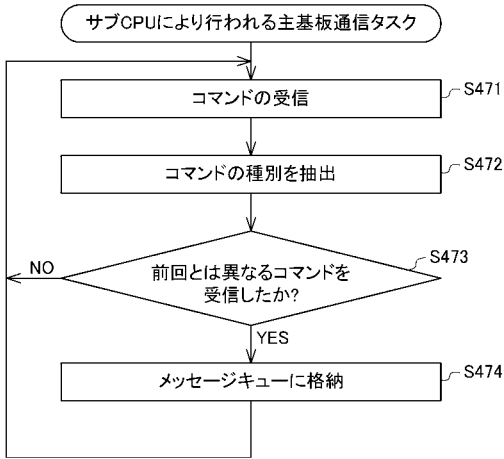 サブCPUにより行われる主基板通信タスク
コマンドの受信
S471
コマンドの種別を抽出
S472
前回とは異なるコマンドを
受信したか?
S473
NO
YES
メッセージキューに格納
S474